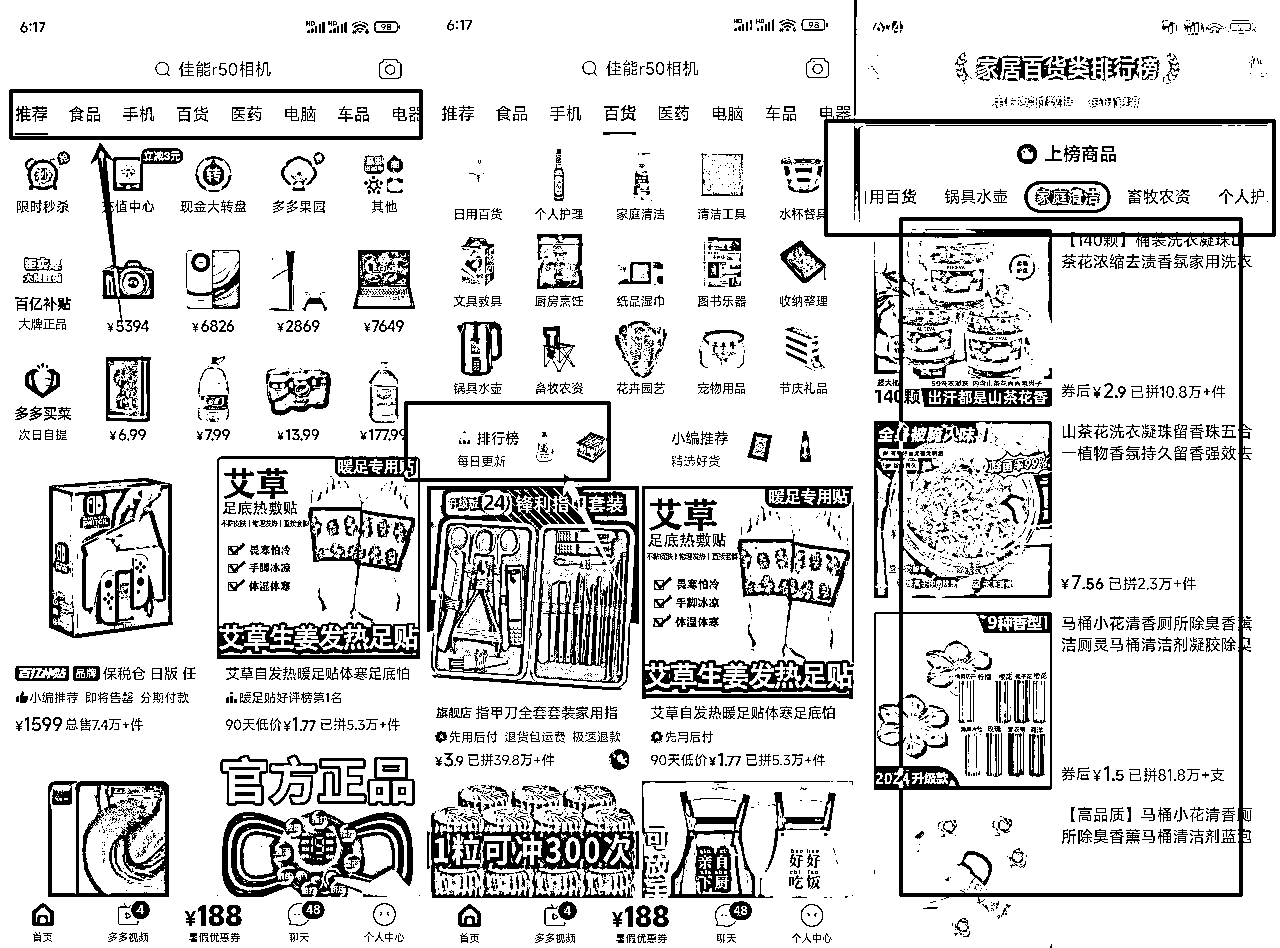 6:17
98
佳能r50相机
推荐 食品 手机 百货 医药 电脑 车品 电器
立减3元
限时秒杀 充值中心 现金大转盘 多多果园 其他
百亿补贴
大牌正品 ¥5394 ¥6826 ¥2869 ¥7649
多多买菜
次日自提 ¥6.99 ¥7.99 ¥13.99 ¥177.99
暖足专用贴
艾草
足底热敷贴
畏寒怕冷
手脚冰凉
体湿体寒
艾草生姜发热足贴
百亿补贴 品牌 保税仓 日版 任
小编推荐 即将售罄 分期付款
¥1599 总售7.4万+件
艾草自发热暖足贴体寒足底怕
暖足贴好评榜第1名
90天低价¥1.77 已拼5.3万+件
官方正品
首页 多多视频 4 ¥188 暑假优惠券 聊天 48 个人中心
6:17
98
佳能r50相机
推荐 食品 手机 百货 医药 电脑 车品 电器
日用百货 个人护理 家庭清洁 清洁工具 水杯餐具
文具教具 厨房烹饪 纸品湿巾 图书乐器 收纳整理
锅具水壶 畜牧农资 花卉园艺 宠物用品 节庆礼品
排行榜
每日更新
小编推荐
精选好货
24 锋利指甲套装
旗舰店 指甲刀全套套装家用指
先用后付 退货包运费 极速退款
¥3.9 已拼39.8万+件
暖足专用贴
艾草
足底热敷贴
畏寒怕冷
手脚冰凉
体湿体寒
艾草生姜发热足贴
艾草自发热暖足贴体寒足底怕
先用后付
90天低价¥1.77 已拼5.3万+件
1粒可冲300次
亲自下厨
好好吃饭
首页 多多视频 4 ¥188 暑假优惠券 聊天 48 个人中心
家居百货类排行榜
上榜商品
用百货 锅具水壶 家庭清洁 畜牧农资 个人护
【140颗】桶装洗衣凝珠山
茶花浓缩去渍香氛家用洗衣
140颗 出汗都是山茶花香
券后¥2.9 已拼10.8万+件
山茶花洗衣凝珠留香珠五合
一植物香氛持久留香强效去
¥7.56 已拼2.3万+件
9种香型
2024升级款
马桶小花清香厕所除臭香薰
洁厕灵马桶清洁剂凝胶除臭
券后¥1.5 已拼81.8万+支
【高品质】马桶小花清香厕
所除臭香薰马桶清洁剂蓝泡